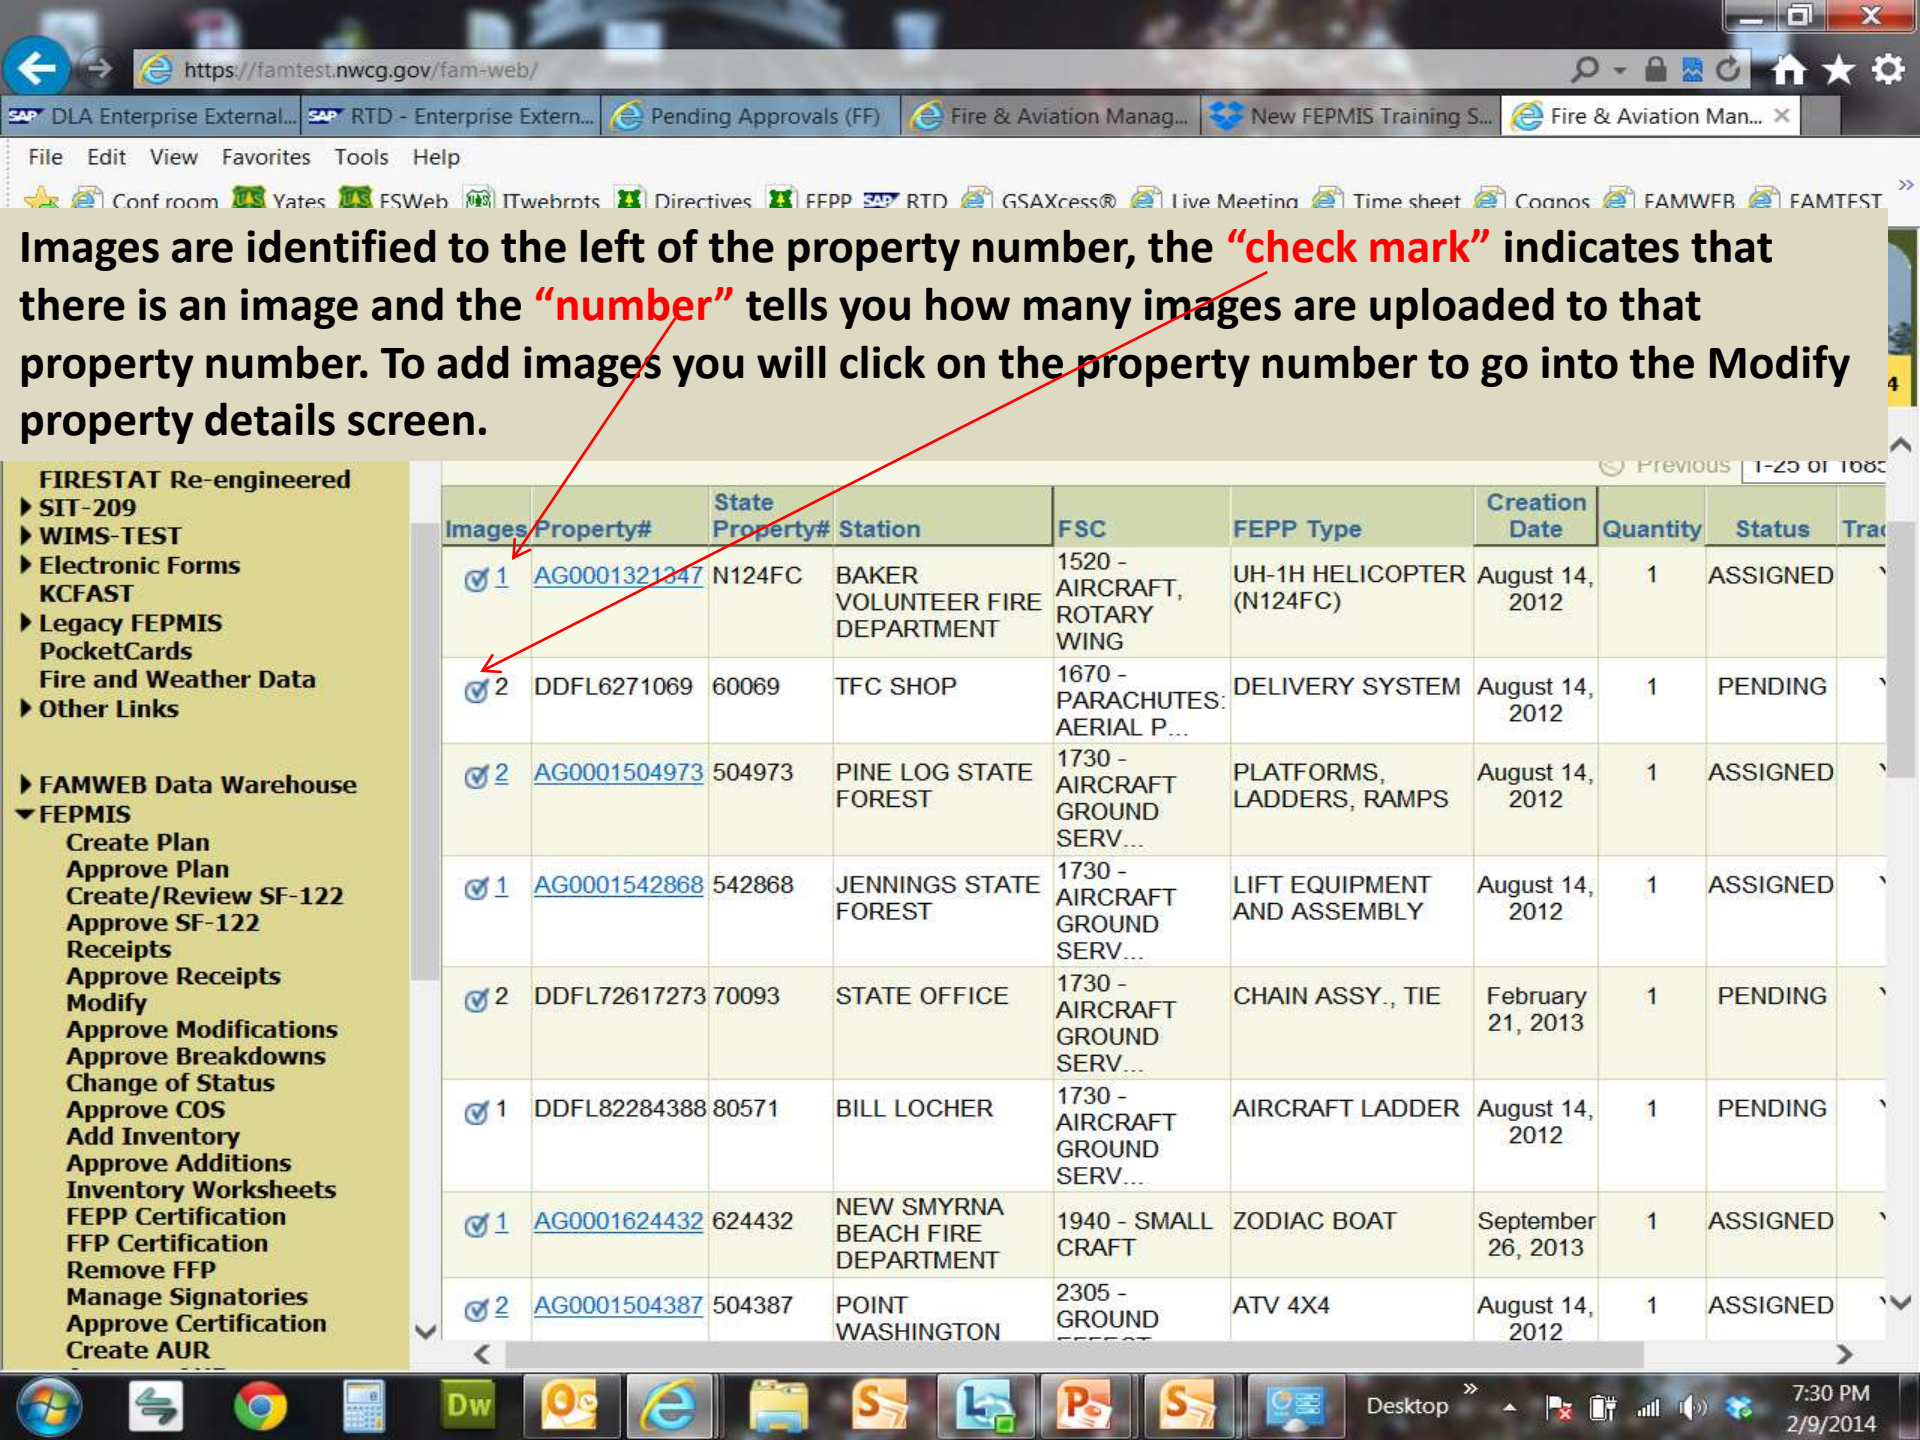 https://famtest.nwcg.gov/fam-web/
DLA Enterprise External... RTD - Enterprise Extern... Pending Approvals (FF) Fire & Aviation Manag... New FEPMIS Training S... Fire & Aviation Man...
File Edit View Favorites Tools Help
Conf room Yates FSWeb ITwebrpts Directives FEPP RTD GSAXcess® Live Meeting Time sheet Cognos FAMWEB FAMTEST
Images are identified to the left of the property number, the “check mark” indicates that
there is an image and the “number” tells you how many images are uploaded to that
property number. To add images you will click on the property number to go into the Modify
property details screen.
4
Previous 1-25 of 1685
FIRESTAT Re-engineered
SIT-209
WIMS-TEST
Electronic Forms
KCFAST
Legacy FEPMIS
PocketCards
Fire and Weather Data
Other Links
FAMWEB Data Warehouse
FEPMIS
Create Plan
Approve Plan
Create/Review SF-122
Approve SF-122
Receipts
Approve Receipts
Modify
Approve Modifications
Approve Breakdowns
Change of Status
Approve COS
Add Inventory
Approve Additions
Inventory Worksheets
FEPP Certification
FFP Certification
Remove FFP
Manage Signatories
Approve Certification
Create AUR
Images Property# State Property# Station FSC FEPP Type Creation Date Quantity Status Trac
1 AG0001321347 N124FC BAKER VOLUNTEER FIRE DEPARTMENT 1520 - AIRCRAFT, ROTARY WING UH-1H HELICOPTER (N124FC) August 14, 2012 1 ASSIGNED
2 DDFL6271069 60069 TFC SHOP 1670 - PARACHUTES: AERIAL P... DELIVERY SYSTEM August 14, 2012 1 PENDING
2 AG0001504973 504973 PINE LOG STATE FOREST 1730 - AIRCRAFT GROUND SERV... PLATFORMS, LADDERS, RAMPS August 14, 2012 1 ASSIGNED
1 AG0001542868 542868 JENNINGS STATE FOREST 1730 - AIRCRAFT GROUND SERV... LIFT EQUIPMENT AND ASSEMBLY August 14, 2012 1 ASSIGNED
2 DDFL72617273 70093 STATE OFFICE 1730 - AIRCRAFT GROUND SERV... CHAIN ASSY., TIE February 21, 2013 1 PENDING
1 DDFL82284388 80571 BILL LOCHER 1730 - AIRCRAFT GROUND SERV... AIRCRAFT LADDER August 14, 2012 1 PENDING
1 AG0001624432 624432 NEW SMYRNA BEACH FIRE DEPARTMENT 1940 - SMALL CRAFT ZODIAC BOAT September 26, 2013 1 ASSIGNED
2 AG0001504387 504387 POINT WASHINGTON 2305 - GROUND ATV 4X4 August 14, 2012 1 ASSIGNED
Dw
Desktop
7:30 PM
2/9/2014